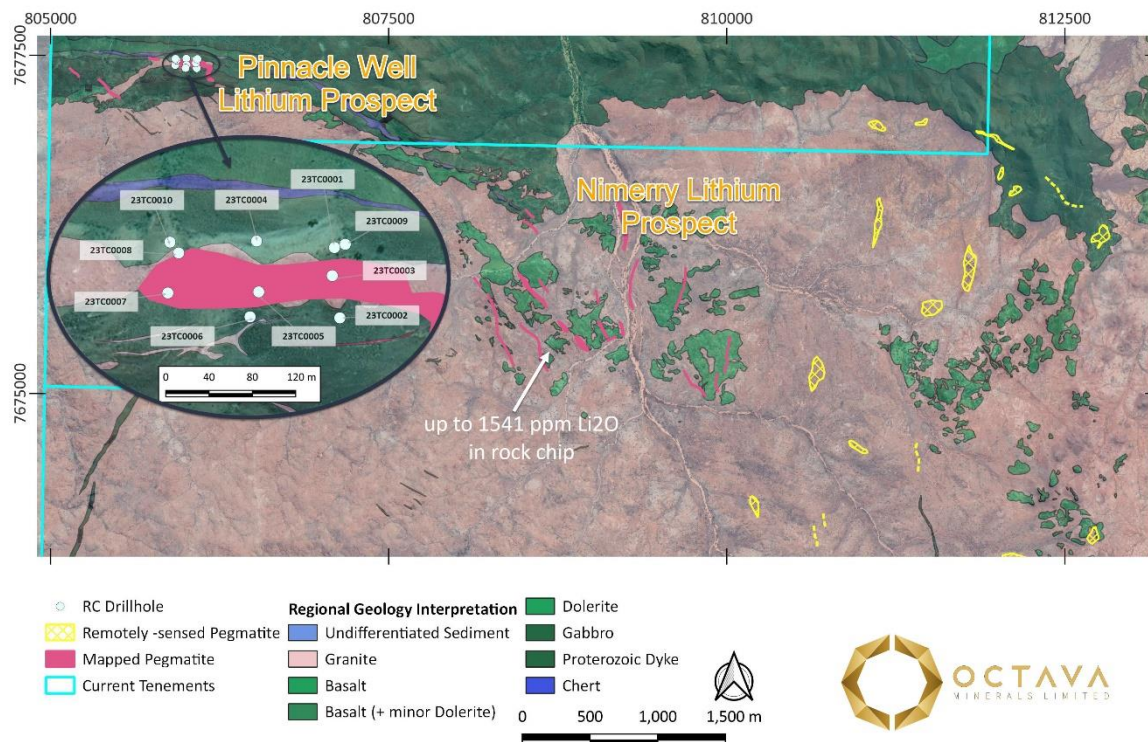 805000
807500
810000
812500
7677500
7675000
Pinnacle Well
Lithium Prospect
Nimerry Lithium
Prospect
23TC0001
23TC0010
23TC0004
23TC0009
23TC0008
23TC0003
23TC0007
23TC0002
23TC0006
23TC0005
0 40 80 120 m
up to 1541 ppm Li2O
in rock chip
RC Drillhole
Remotely -sensed Pegmatite
Mapped Pegmatite
Current Tenements
Regional Geology Interpretation
Undifferentiated Sediment
Granite
Basalt
Basalt (+ minor Dolerite)
Dolerite
Gabbro
Proterozoic Dyke
Chert
0 500 1,000 1,500 m
OCTAVA
MINERALS LIMITED